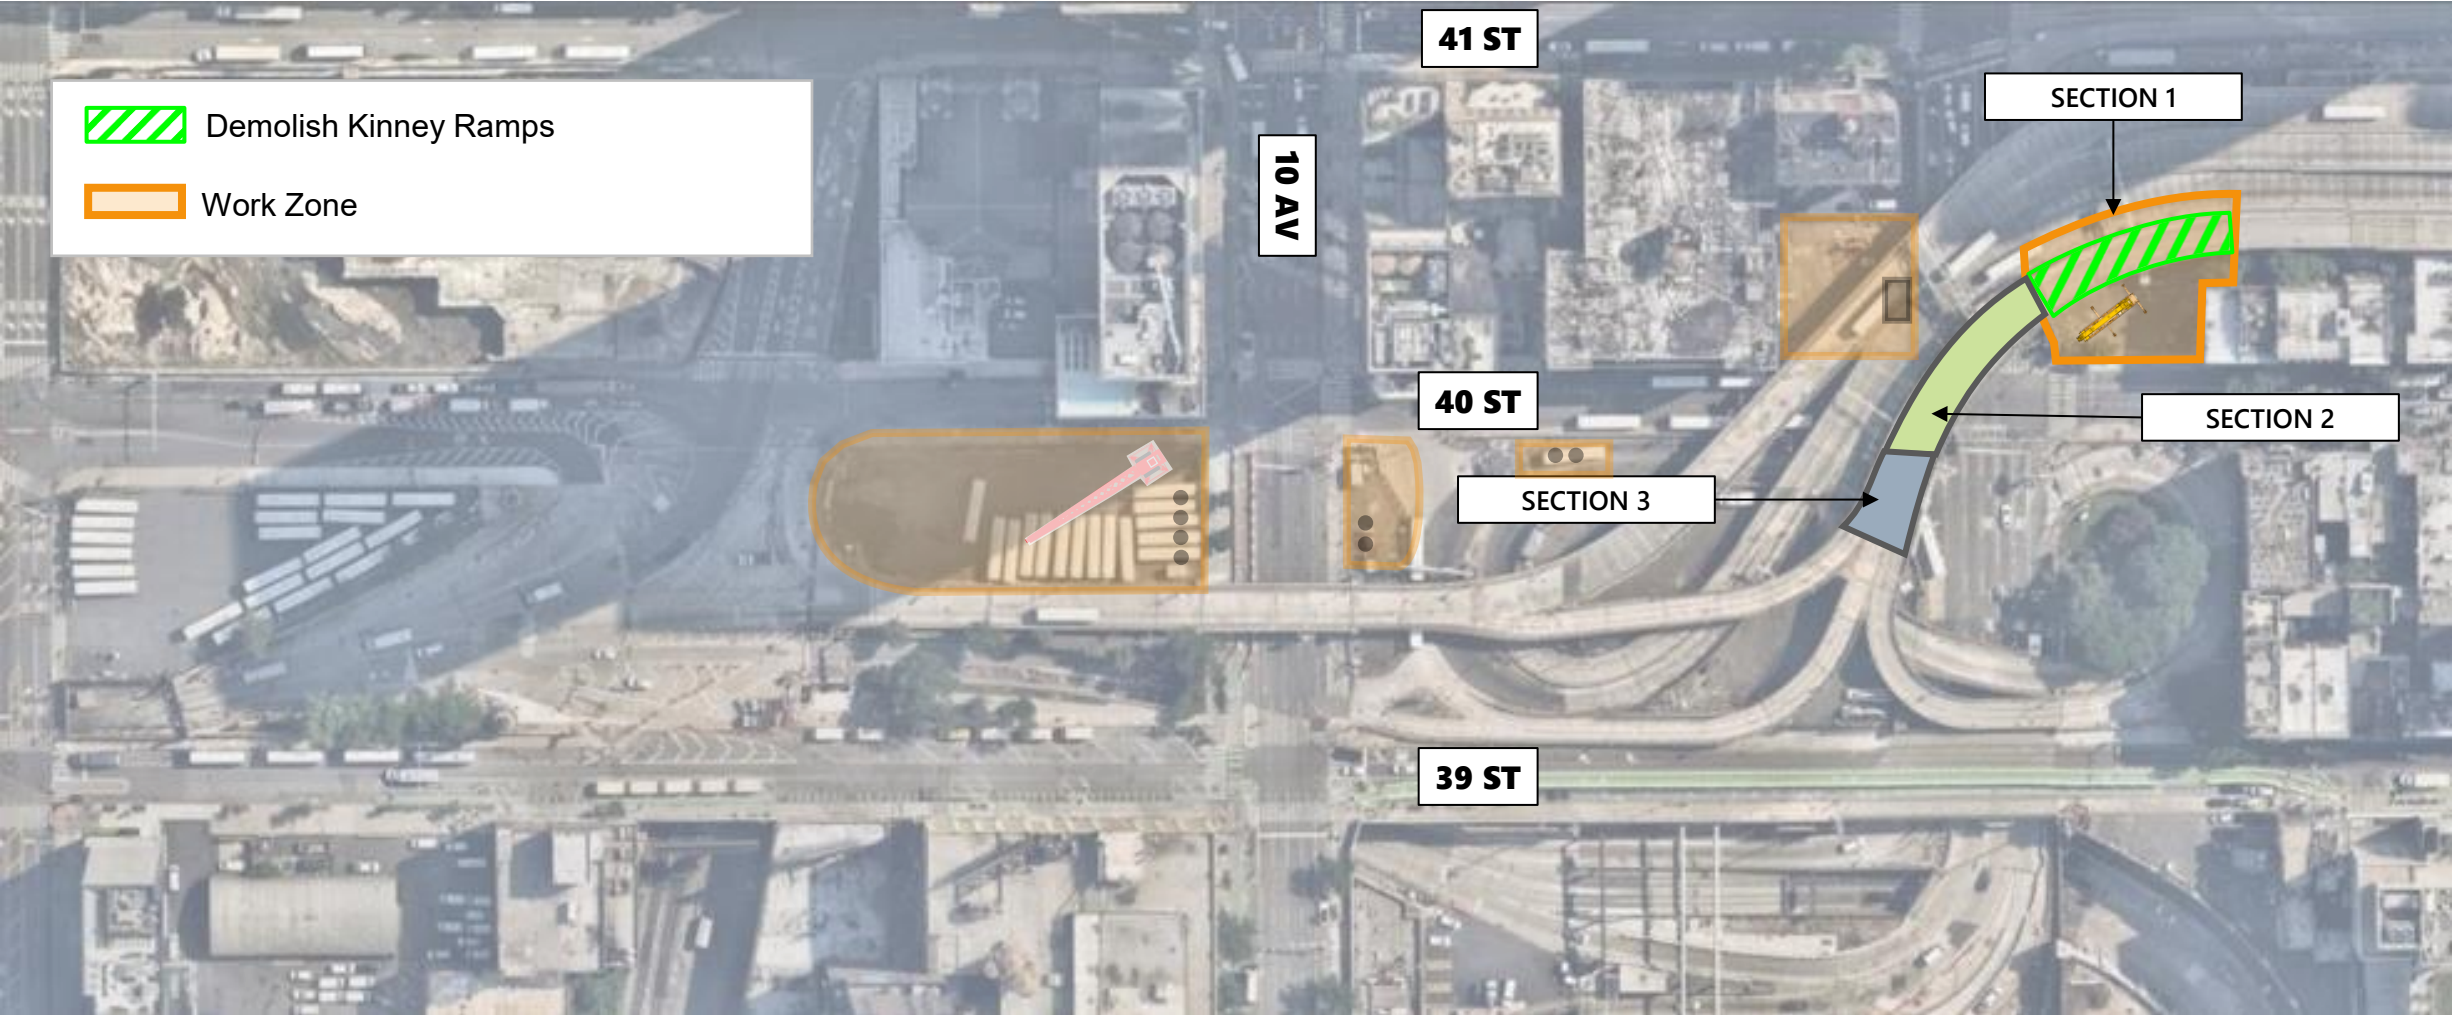 41 ST
SECTION 1
Demolish Kinney Ramps
10 AV
Work Zone
40 ST
SECTION 2
SECTION 3
39 ST